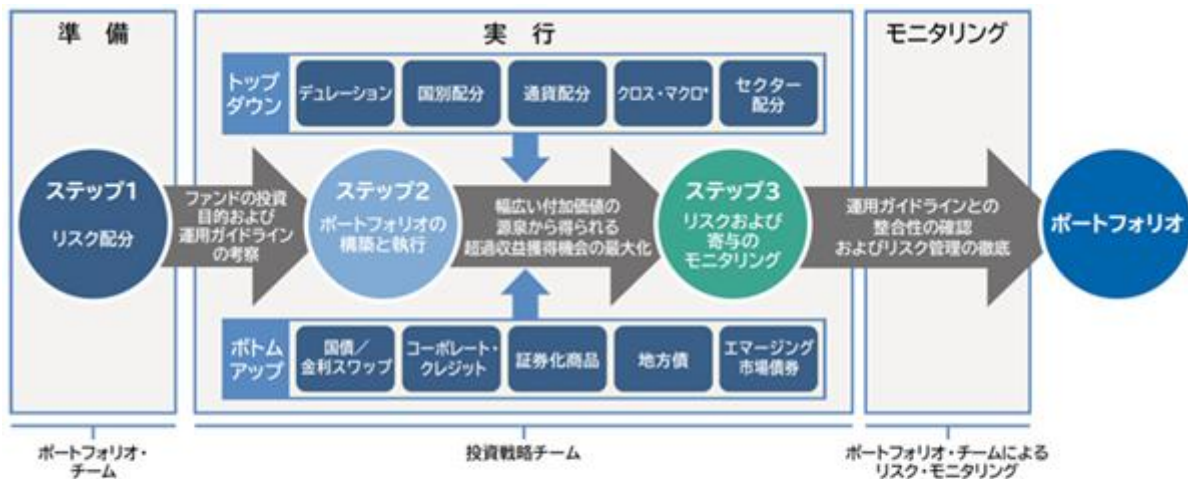 準 備
実 行
モニタリング
トップ
ダウン
デュレーション
国別配分
通貨配分
クロス・マクロ*
セクター
配分
ステップ1
リスク配分
ファンドの投資
目的および
運用ガイドライン
の考察
ステップ2
ポートフォリオの
構築と執行
幅広い付加価値の
源泉から得られる
超過収益獲得機会の最大化
ステップ3
リスクおよび
寄与の
モニタリング
運用ガイドラインとの
整合性の確認
およびリスク管理の徹底
ポートフォリオ
ボトム
アップ
国債／
金利スワップ
コーポレート・
クレジット
証券化商品
地方債
エマージング
市場債券
ポートフォリオ・
チーム
投資戦略チーム
ポートフォリオ・チームによる
リスク・モニタリング